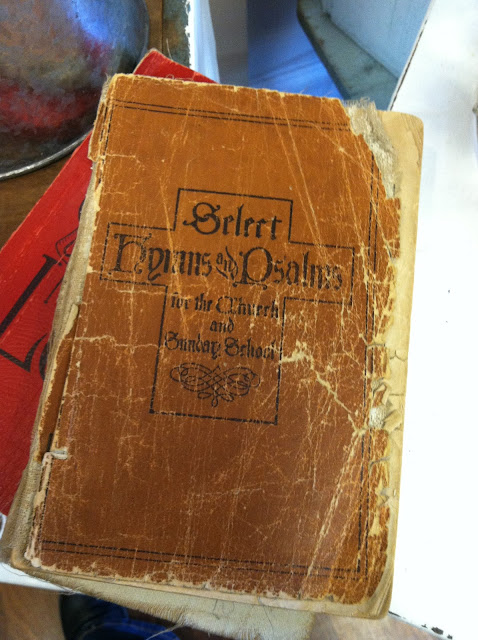 Select
Hymns and Psalms
for the Church
and
Sunday School